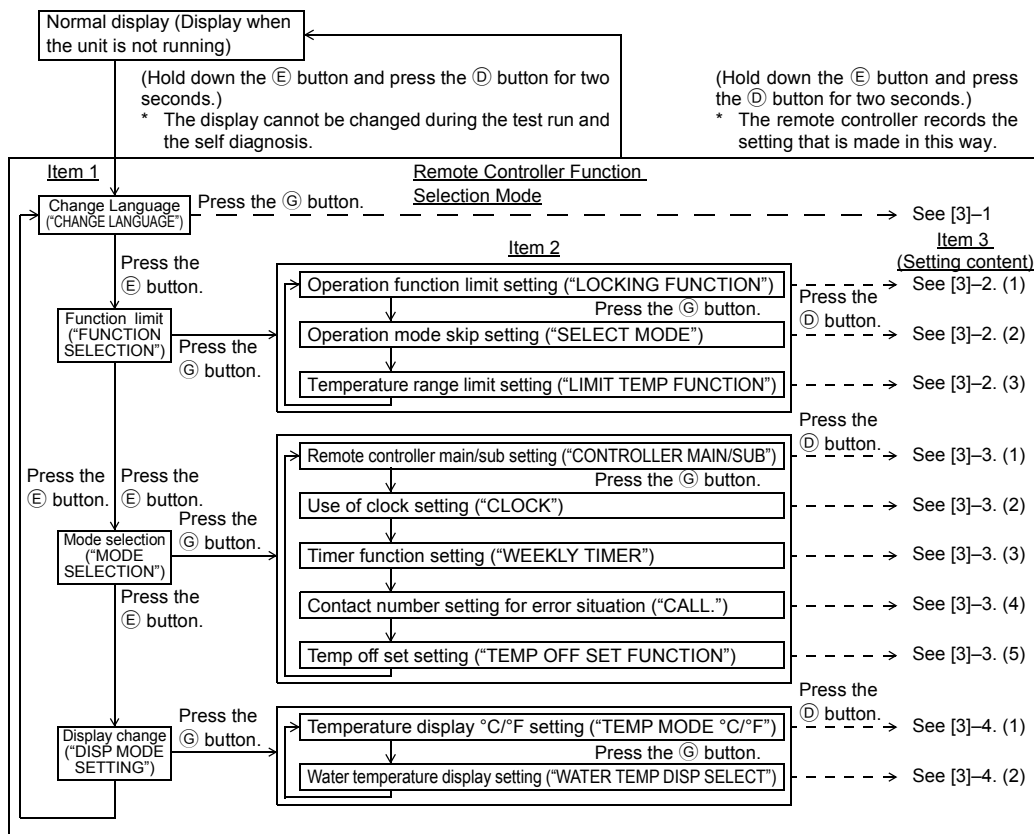 Normal display (Display when
the unit is not running)
(Hold down the Ⓔ button and press the Ⓓ button for two
seconds.)
* The display cannot be changed during the test run and
the self diagnosis.
(Hold down the Ⓔ button and press
the Ⓓ button for two seconds.)
* The remote controller records the
setting that is made in this way.
Item 1
Remote Controller Function
Selection Mode
Change Language
("CHANGE LANGUAGE")
Press the Ⓖ button.
See [3]–1
Item 2
Item 3
(Setting content)
Press the
Ⓔ button.
Function limit
("FUNCTION
SELECTION")
Press the
Ⓖ button.
Operation function limit setting ("LOCKING FUNCTION")
Press the Ⓖ button.
Operation mode skip setting ("SELECT MODE")
Temperature range limit setting ("LIMIT TEMP FUNCTION")
Press the
Ⓓ button.
See [3]–2. (1)
See [3]–2. (2)
See [3]–2. (3)
Press the
Ⓔ button.
Press the
Ⓔ button.
Mode selection
("MODE
SELECTION")
Press the
Ⓖ button.
Remote controller main/sub setting ("CONTROLLER MAIN/SUB")
Press the Ⓖ button.
Use of clock setting ("CLOCK")
Timer function setting ("WEEKLY TIMER")
Contact number setting for error situation ("CALL.")
Temp off set setting ("TEMP OFF SET FUNCTION")
Press the
Ⓓ button.
See [3]–3. (1)
See [3]–3. (2)
See [3]–3. (3)
See [3]–3. (4)
See [3]–3. (5)
Press the
Ⓔ button.
Display change
("DISP MODE
SETTING")
Press the
Ⓖ button.
Temperature display °C/°F setting ("TEMP MODE °C/°F")
Press the Ⓖ button.
Water temperature display setting ("WATER TEMP DISP SELECT")
Press the
Ⓓ button.
See [3]–4. (1)
See [3]–4. (2)